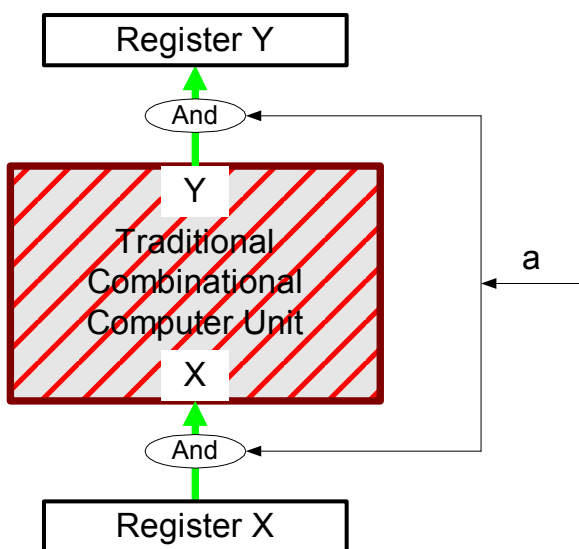 Register Y
And
Y
Traditional
Combinational
Computer Unit
a
X
And
Register X